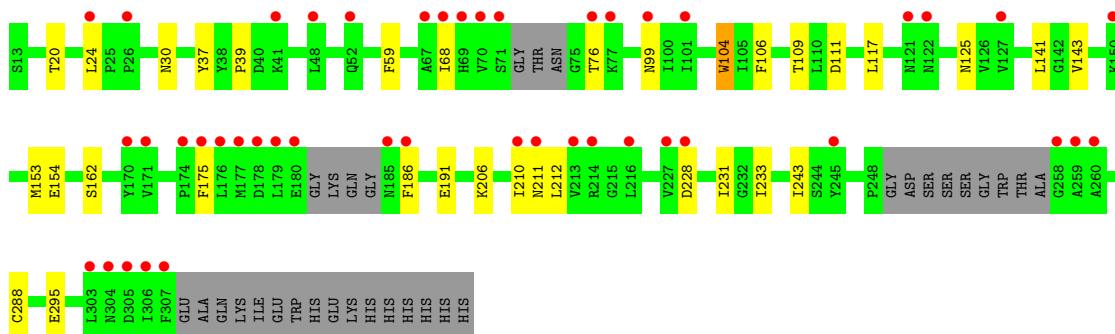 S13 T20 L24 P25 P26 N30 Y37 Y38 P39 D40 K41 L48 Q52 F59 A67 I68 H69 V70 S71 GLY THR ASN G75 T76 K77 N99 I100 I101 W104 I105 F106 T109 L110 D111 L117 N121 N122 N125 V126 V127 L141 G142 V143 K150
M153 E154 S162 Y170 V171 P174 F175 L176 M177 D178 L179 E180 GLY LYS GLN GLY N185 F186 E191 K206 I210 N211 L212 V213 R214 G215 L216 V227 D228 I231 G232 I233 I243 S244 Y245 P248 GLY ASP SER SER SER GLY TRP THR ALA G258 A259 A260
C288 E295 L303 N304 D305 I306 F307 GLU ALA GLN LYS ILE GLU TRP HIS GLU LYS HIS HIS HIS HIS HIS HIS